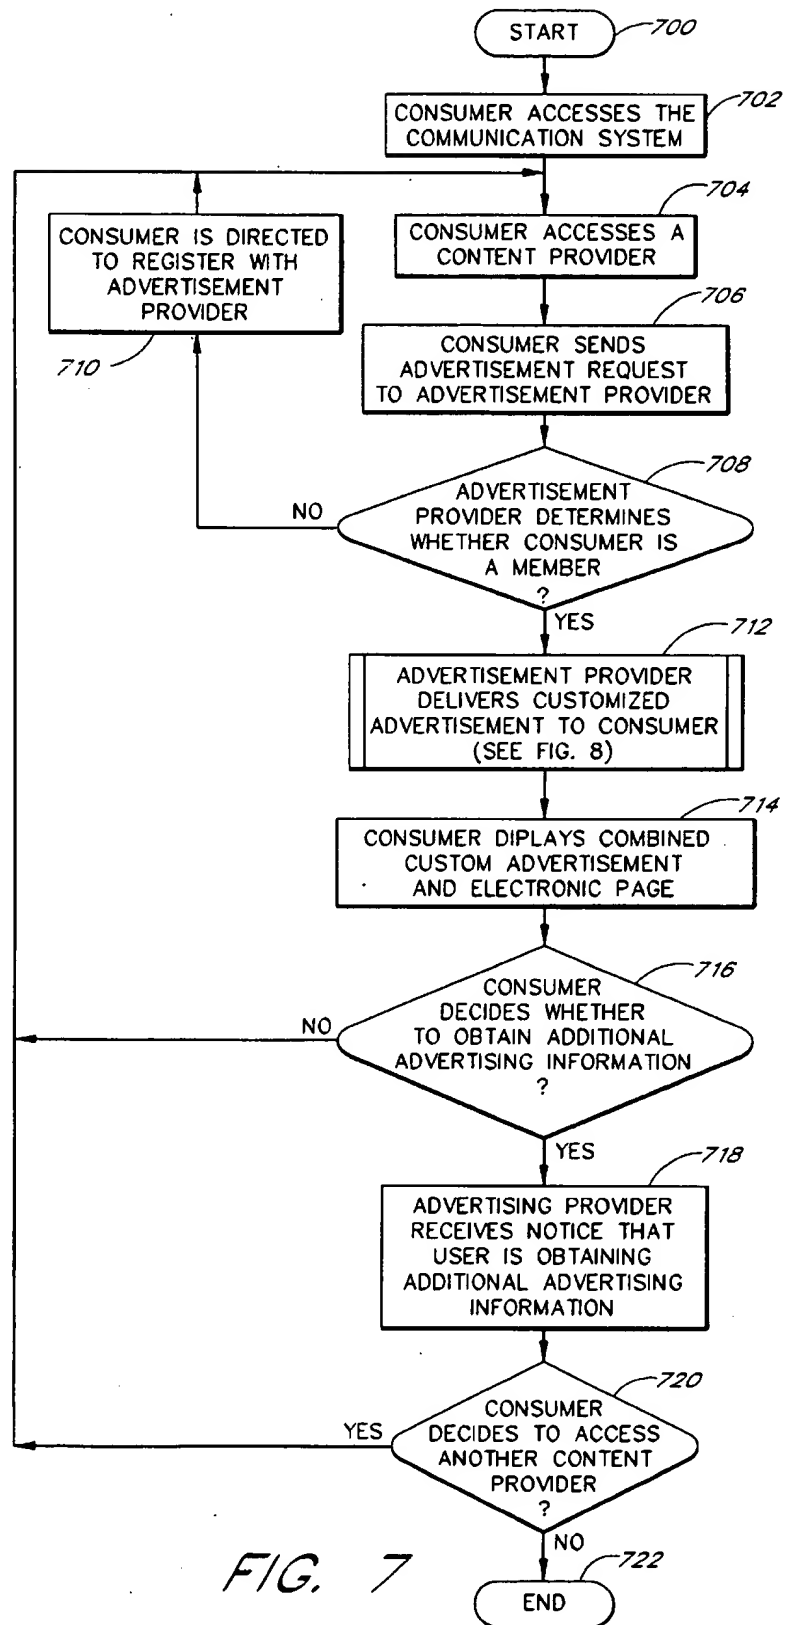 START
700
CONSUMER ACCESSES THE
COMMUNICATION SYSTEM
702
CONSUMER ACCESSES A
CONTENT PROVIDER
704
CONSUMER SENDS
ADVERTISEMENT REQUEST
TO ADVERTISEMENT PROVIDER
706
ADVERTISEMENT
PROVIDER DETERMINES
WHETHER CONSUMER IS
A MEMBER
?
708
NO
CONSUMER IS DIRECTED
TO REGISTER WITH
ADVERTISEMENT
PROVIDER
710
YES
ADVERTISEMENT PROVIDER
DELIVERS CUSTOMIZED
ADVERTISEMENT TO CONSUMER
(SEE FIG. 8)
712
CONSUMER DIPLAYS COMBINED
CUSTOM ADVERTISEMENT
AND ELECTRONIC PAGE
714
CONSUMER
DECIDES WHETHER
TO OBTAIN ADDITIONAL
ADVERTISING INFORMATION
?
716
NO
YES
ADVERTISING PROVIDER
RECEIVES NOTICE THAT
USER IS OBTAINING
ADDITIONAL ADVERTISING
INFORMATION
718
CONSUMER
DECIDES TO ACCESS
ANOTHER CONTENT
PROVIDER
?
720
YES
NO
END
722
FIG. 7